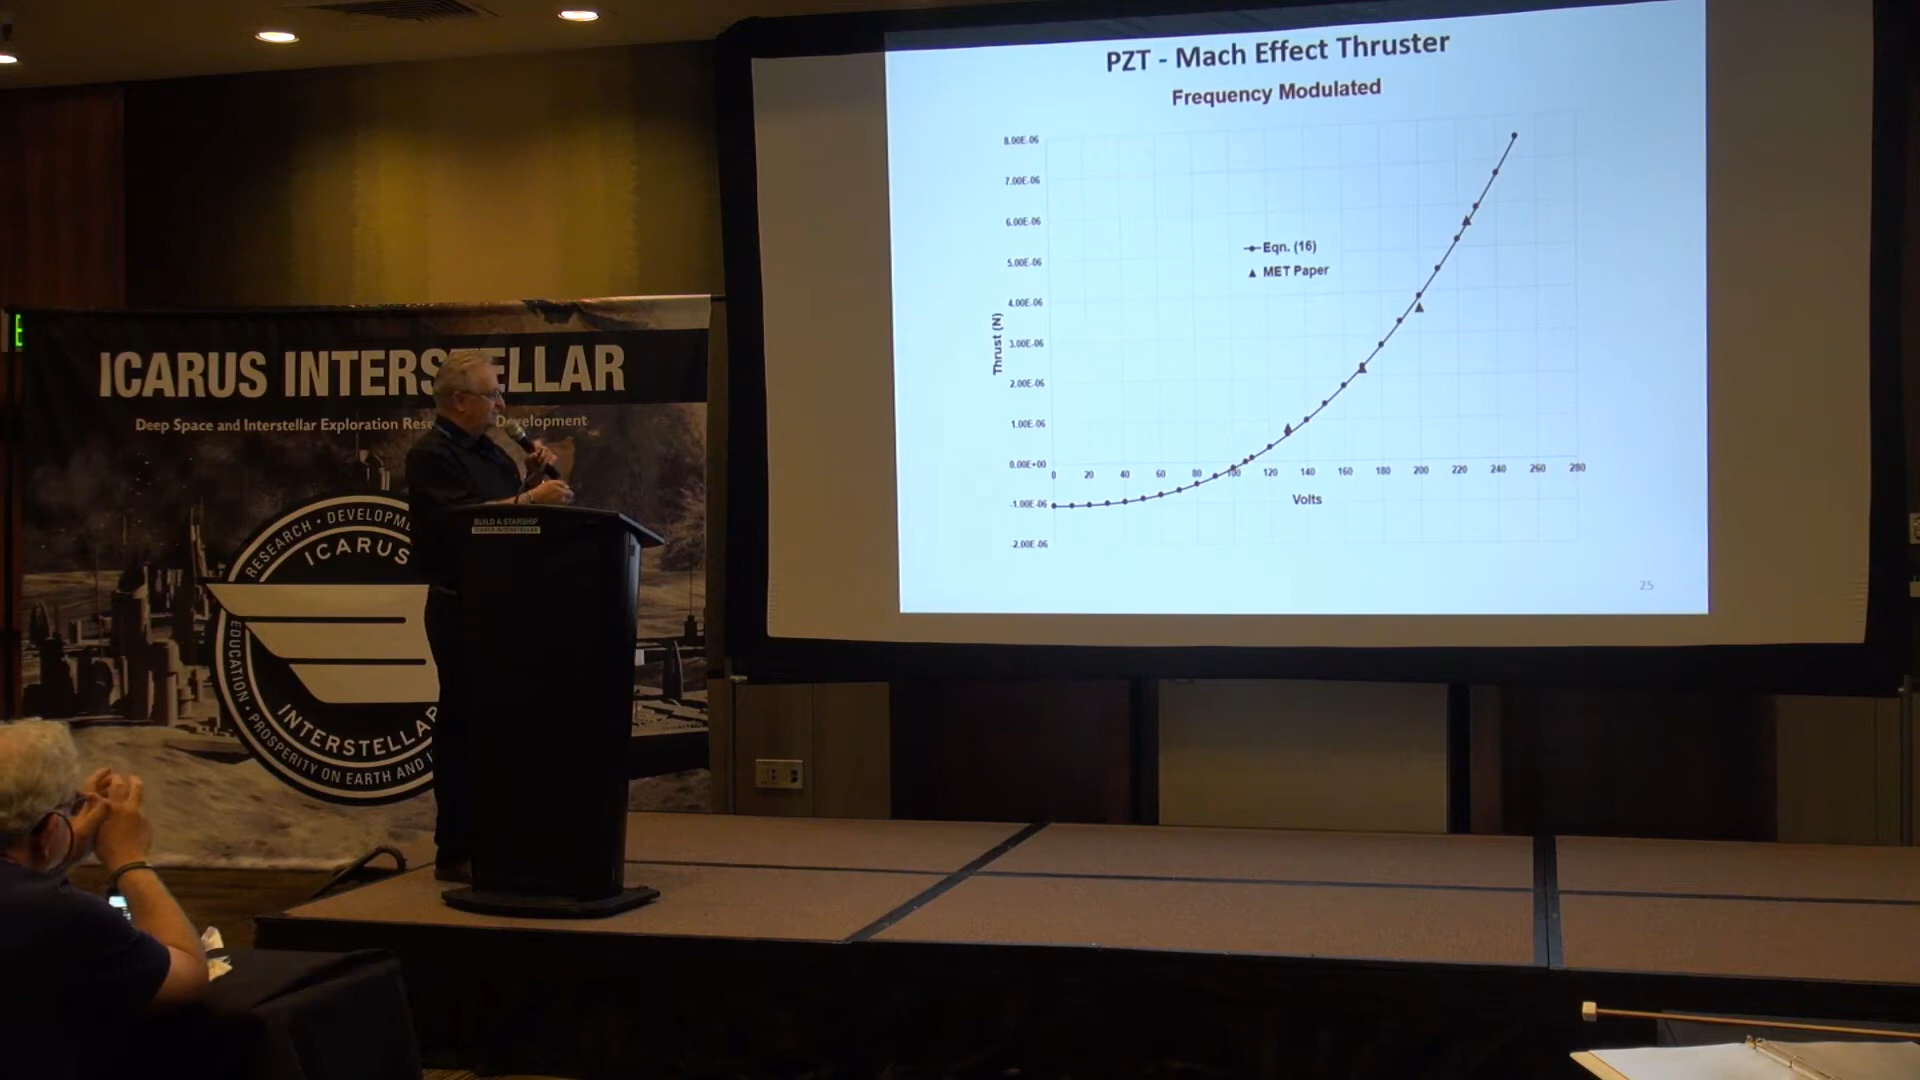 PZT - Mach Effect Thruster
Frequency Modulated
8.00E-06
7.00E-06
6.00E-06
5.00E-06
4.00E-06
3.00E-06
2.00E-06
1.00E-06
0.00E+00
-1.00E-06
-2.00E-06
Thrust (N)
Eqn. (16)
MET Paper
0 20 40 60 80 100 120 140 160 180 200 220 240 260 280
Volts
25
ICARUS INTERS ELLAR
Deep Space and Interstellar Exploration Rese Development
BUILD A STARSHIP
ICARUS INTERSTELLAR
RESEARCH • DEVELOPM
ICARUS
INTERSTELLAR
EDUCATION • PROSPERITY ON EARTH AND
E